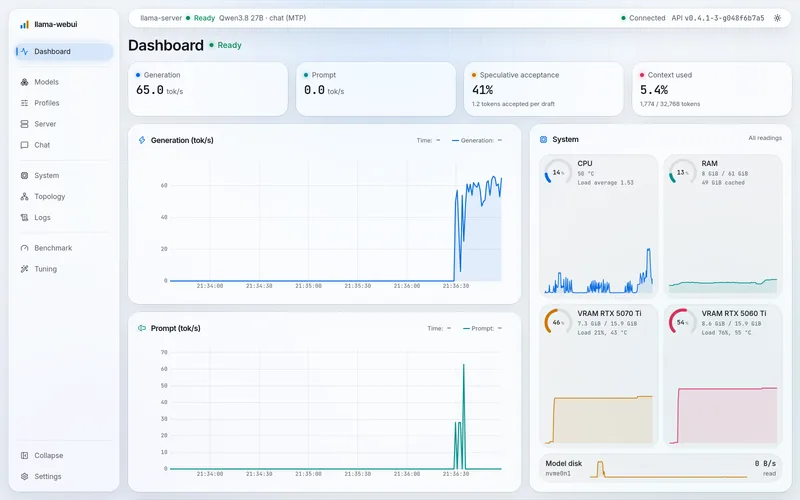 llama-webui
Dashboard
Models
Profiles
Server
Chat
System
Topology
Logs
Benchmark
Tuning
Collapse
Settings
llama-server Ready Qwen3.8 27B · chat (MTP)
Connected API v0.4.1-3-g048f6b7a5
Dashboard Ready
Generation
65.0 tok/s
Prompt
0.0 tok/s
Speculative acceptance
41%
1.2 tokens accepted per draft
Context used
5.4%
1,774 / 32,768 tokens
Generation (tok/s)
Time: — Generation: —
60
40
20
0
21:34:00 21:34:30 21:35:00 21:35:30 21:36:00 21:36:30
Prompt (tok/s)
Time: — Prompt: —
70
60
50
40
30
20
10
0
21:34:00 21:34:30 21:35:00 21:35:30 21:36:00 21:36:30
System
All readings
14%
CPU
50 °C
Load average 1.53
13%
RAM
8 GiB / 61 GiB
49 GiB cached
46%
VRAM RTX 5070 Ti
7.3 GiB / 15.9 GiB
Load 21%, 43 °C
54%
VRAM RTX 5060 Ti
8.6 GiB / 15.9 GiB
Load 76%, 55 °C
Model disk
nvme0n1
0 B/s
read